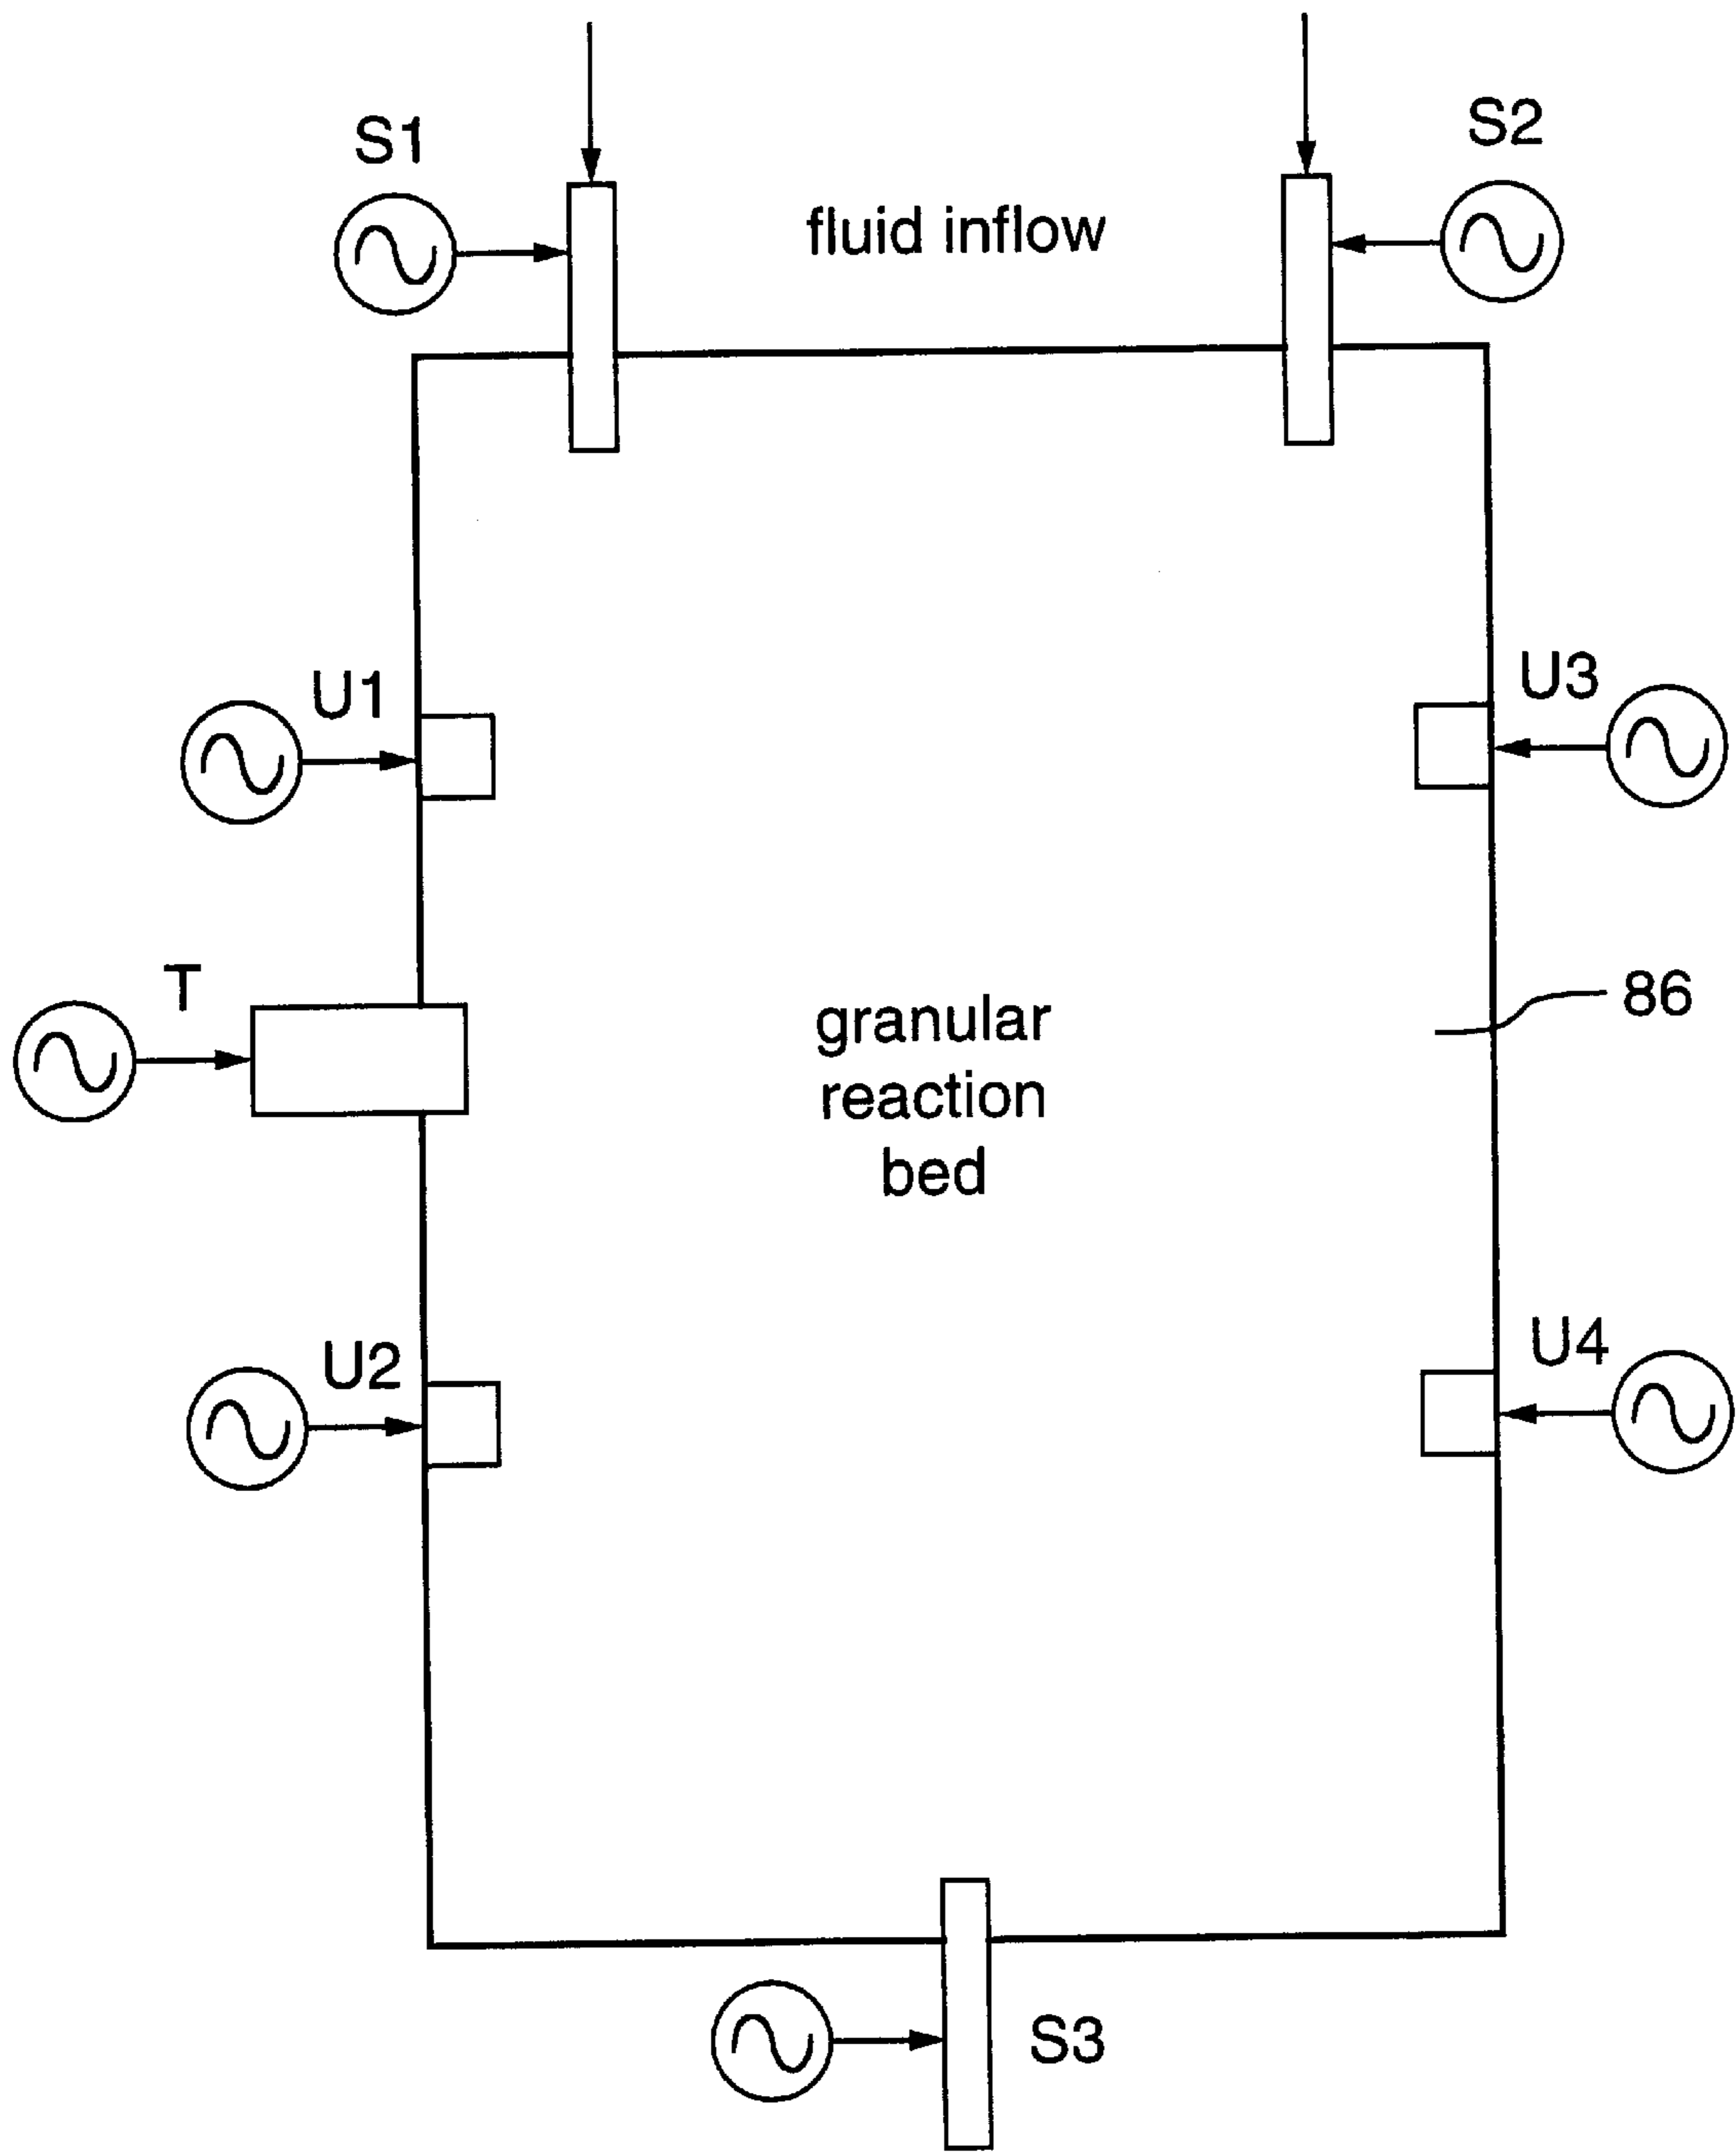 S1
S2
fluid inflow
U1
U3
T
86
granular
reaction
bed
U2
U4
S3